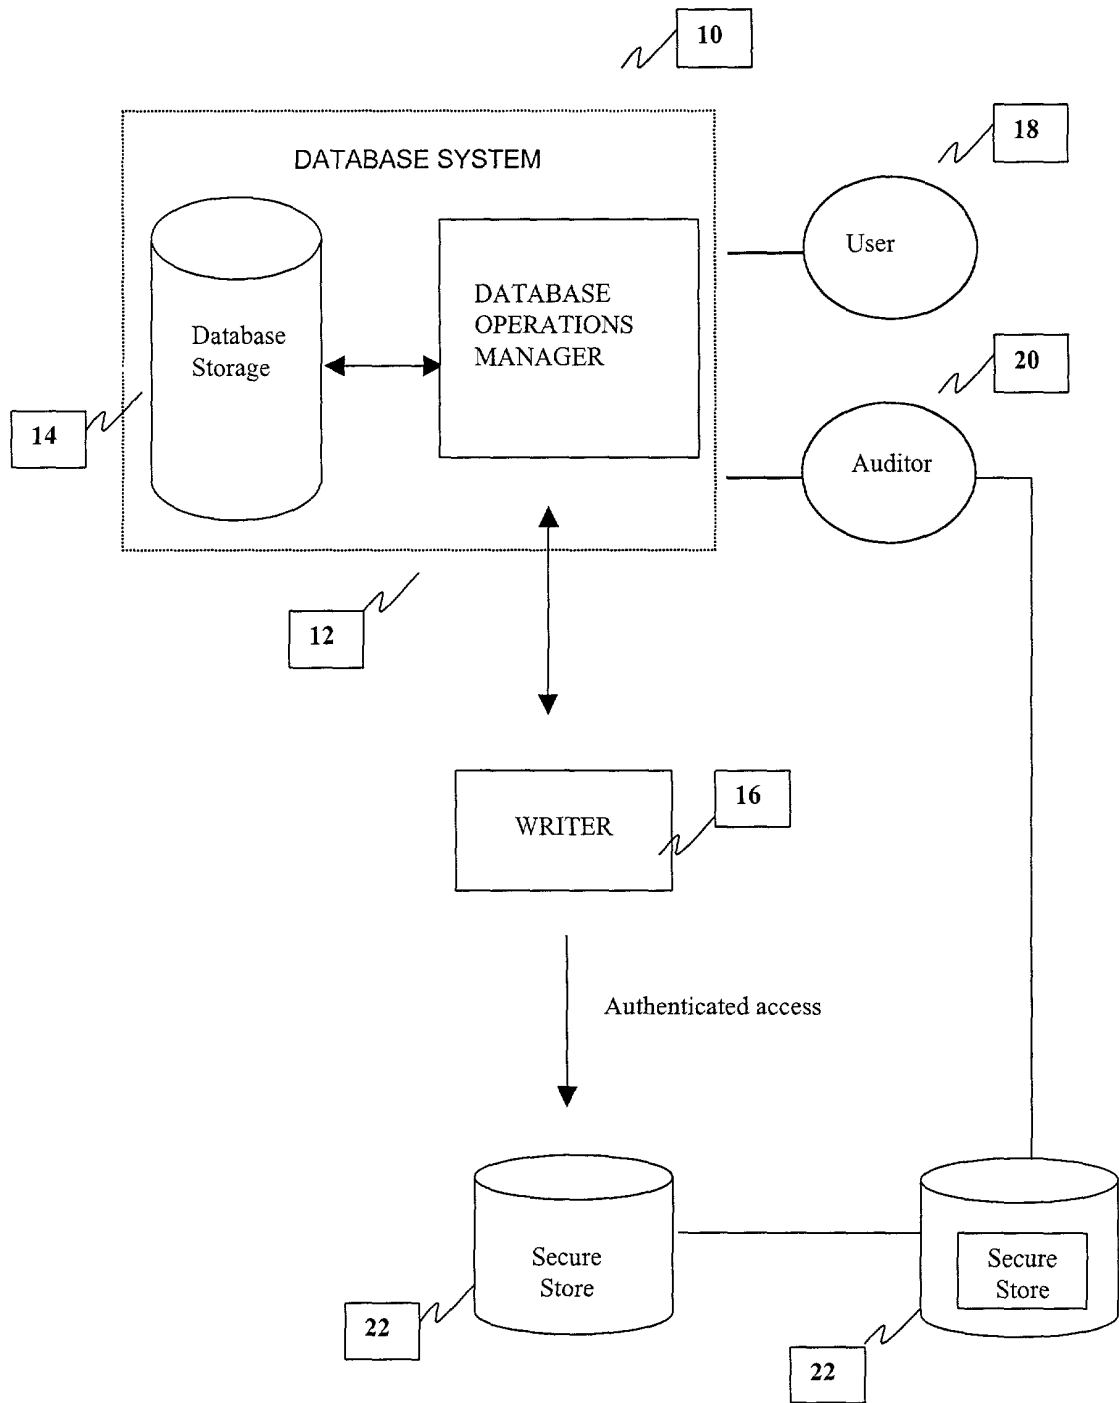 10
18
DATABASE SYSTEM
User
DATABASE
OPERATIONS
MANAGER
Database
Storage
20
14
Auditor
12
16
WRITER
Authenticated access
Secure
Store
Secure
Store
22
22